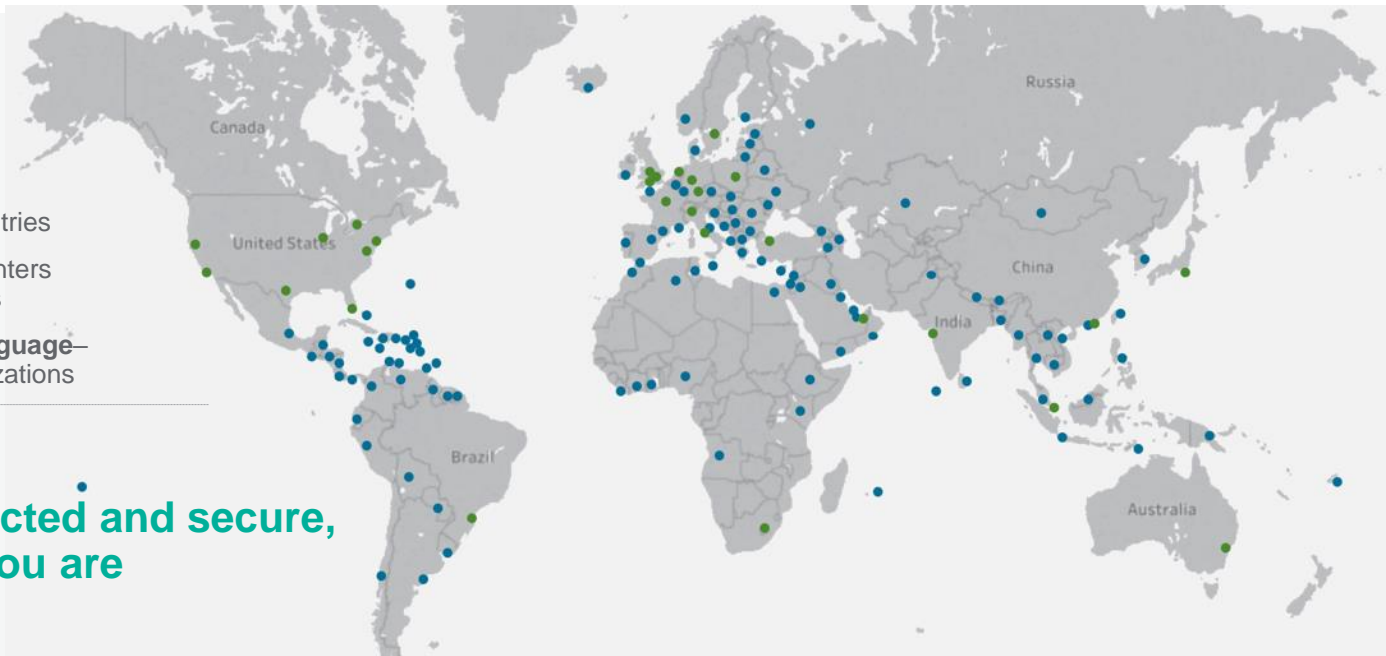 Russia
Canada
tries
United States
nters
China
India
guage–
zations
Brazil
cted and secure,
ou are
Australia